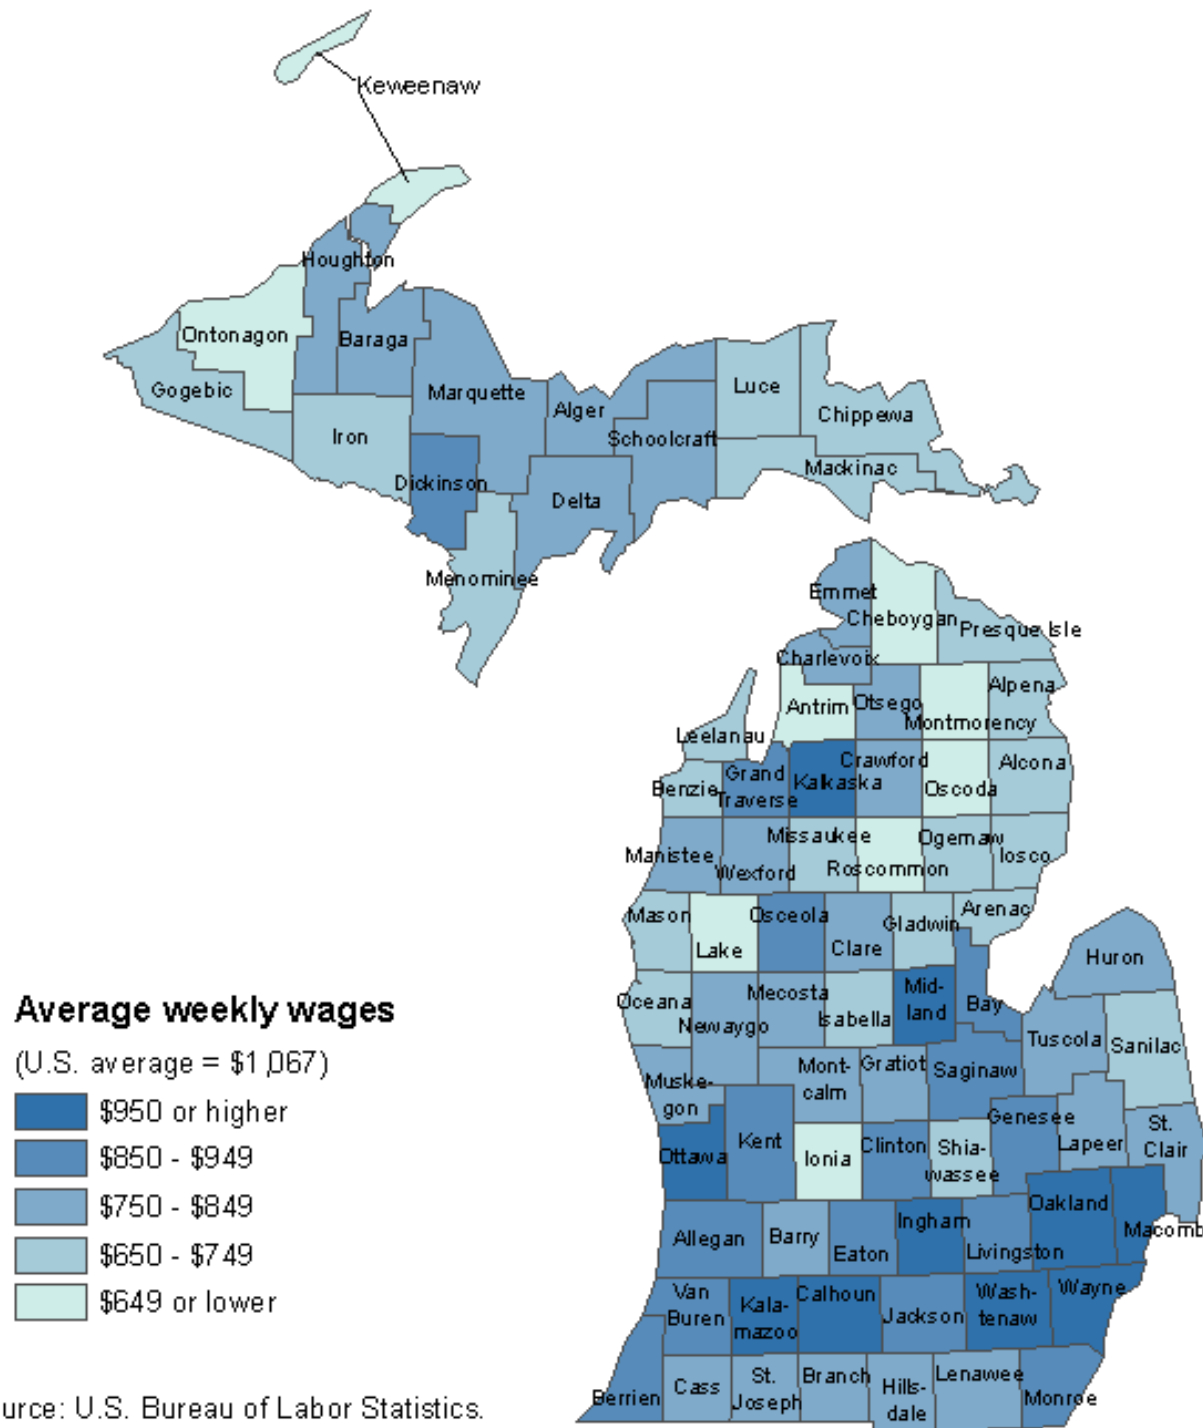 Keweenaw
Houghton
Ontonagon
Baraga
Gogebic
Marquette
Luce
Alger
Chippewa
Iron
Schoolcraft
Mackinac
Dickinson
Delta
Menominee
Emmet
Cheboygan
Presque Isle
Charlevoix
Alpena
Antrim
Otsego
Montmorency
Leelanau
Crawford
Alcona
Grand
Traverse
Kalkaska
Benzie
Oscoda
Missaukee
Ogemaw
Manistee
Iosco
Wexford
Roscommon
Mason
Osceola
Arenac
Gladwin
Lake
Clare
Huron
Mid-
land
Oceana
Mecosta
Bay
Newaygo
Isabella
Tuscola
Sanilac
Mont-
calm
Gratiot
Saginaw
Muske-
gon
Genesee
St.
Clair
Kent
Clinton
Lapeer
Ottawa
Ionia
Shia-
wassee
Oakland
Ingham
Macomb
Allegan
Barry
Eaton
Livingston
Van
Buren
Kala-
mazoo
Calhoun
Jackson
Wash-
tenaw
Wayne
Berrien
Cass
St.
Joseph
Branch
Hills-
dale
Lenawee
Monroe
Average weekly wages
(U.S. average = $1,067)
$950 or higher
$850 - $949
$750 - $849
$650 - $749
$649 or lower
urce: U.S. Bureau of Labor Statistics.